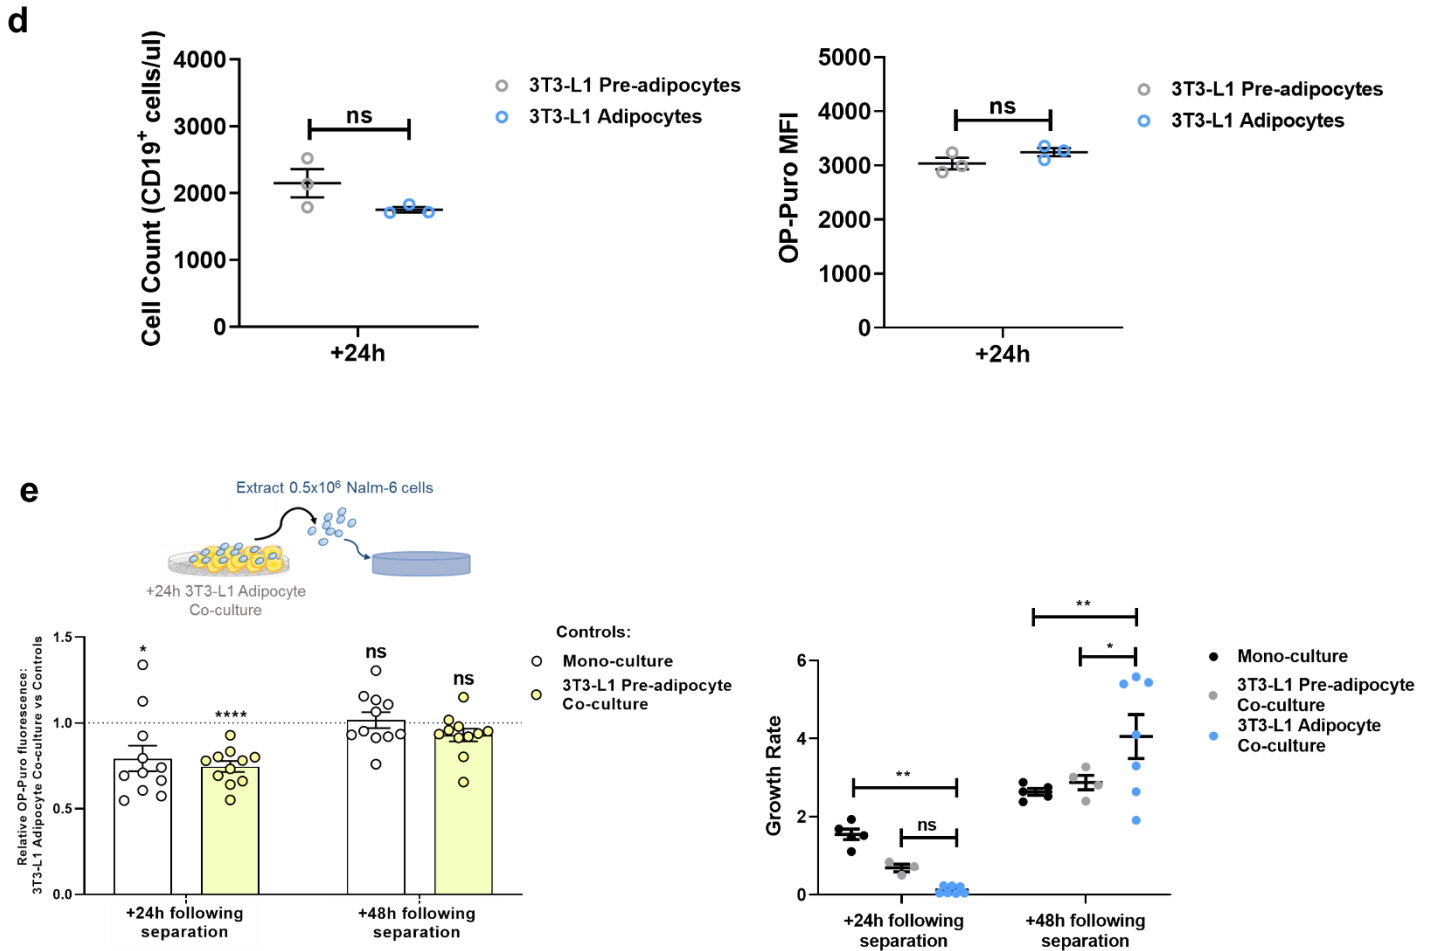 d
Cell Count (CD19+ cells/ul)
4000
3000
2000
1000
0
ns
+24h
3T3-L1 Pre-adipocytes
3T3-L1 Adipocytes
OP-Puro MFI
5000
4000
3000
2000
1000
0
ns
+24h
3T3-L1 Pre-adipocytes
3T3-L1 Adipocytes
e
Extract 0.5x10⁶ Nalm-6 cells
+24h 3T3-L1 Adipocyte
Co-culture
Relative OP-Puro fluorescence:
3T3-L1 Adipocyte Co-culture vs Controls
1.5
1.0
0.5
0.0
*
****
ns
ns
+24h following
separation
+48h following
separation
Controls:
Mono-culture
3T3-L1 Pre-adipocyte
Co-culture
Growth Rate
6
4
2
0
**
ns
**
*
+24h following
separation
+48h following
separation
Mono-culture
3T3-L1 Pre-adipocyte
Co-culture
3T3-L1 Adipocyte
Co-culture